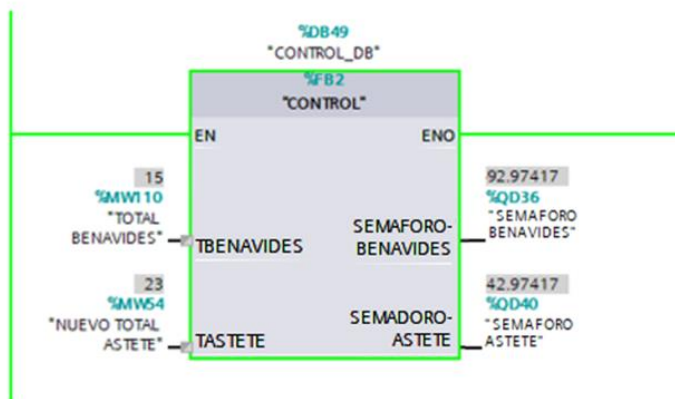 %DB49
"CONTROL_DB"
%FB2
"CONTROL"
EN
ENO
15
%MW110
"TOTAL
BENAVIDES"
TBENAVIDES
SEMAFORO-
BENAVIDES
92.97417
%QD36
"SEMAFORO
BENAVIDES"
23
%MW54
"NUEVO TOTAL
ASTETE"
TASTETE
SEMADORO-
ASTETE
42.97417
%QD40
"SEMAFORO
ASTETE"